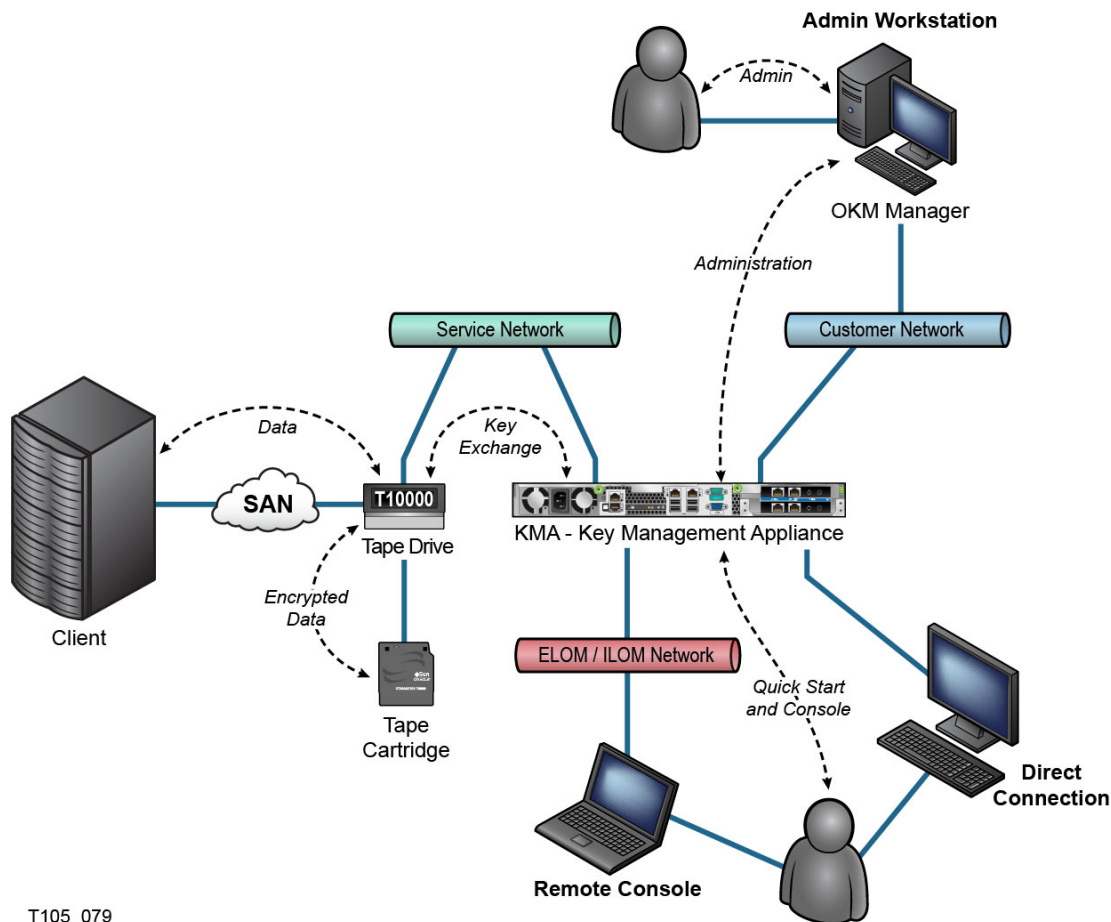 Admin Workstation
Admin
OKM Manager
Administration
Service Network
Customer Network
Data
Key
Exchange
SAN
T10000
Tape Drive
KMA - Key Management Appliance
Client
Encrypted
Data
ELOM / ILOM Network
Sun
ORACLE
Quick Start
and Console
Tape
Cartridge
Direct
Connection
Remote Console
T105_079